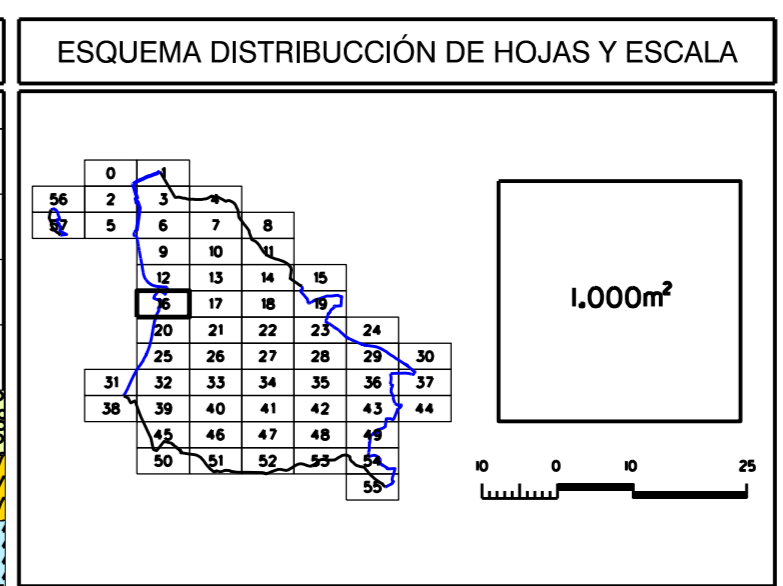 ESQUEMA DISTRIBUCCIÓN DE HOJAS Y ESCALA
0 1
56 2 3 4
57 5 6 7 8
9 10 11
12 13 14 15
16 17 18 19
20 21 22 23 24
25 26 27 28 29 30
31 32 33 34 35 36 37
38 39 40 41 42 43 44
45 46 47 48 49
50 51 52 53 54
55
1.000m²
10 0 10 25